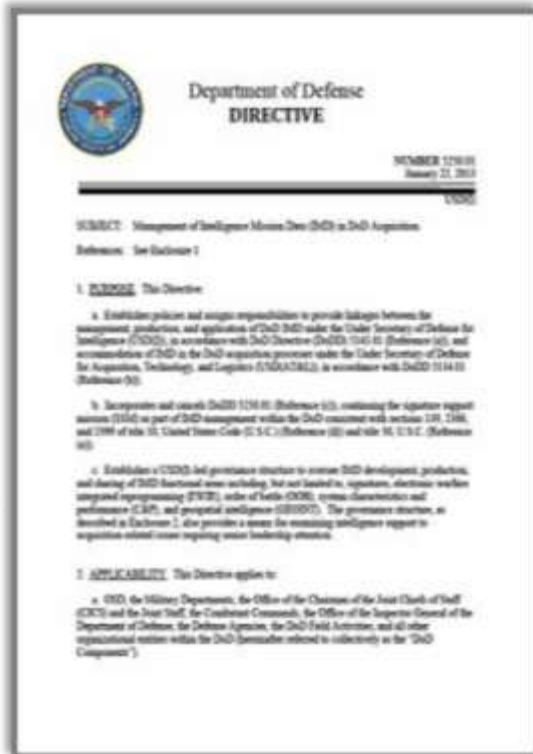 Department of Defense
DIRECTIVE
NUMBER 5250.01
January 22, 2013
USD(I)
SUBJECT: Management of Intelligence Mission Data (IMD) in DoD Acquisition
References: See Enclosure 1
1. PURPOSE. This Directive:
a. Establishes policies and assigns responsibilities to provide linkages between the
management, production, and application of DoD IMD under the Under Secretary of Defense for
Intelligence (USD(I)), in accordance with DoD Directive (DoDD) 5143.01 (Reference (a)), and
accommodation of IMD in the DoD acquisition processes under the Under Secretary of Defense
for Acquisition, Technology, and Logistics (USD(AT&L)), in accordance with DoDD 5134.01
(Reference (b)).
b. Incorporates and cancels DoDD 5250.01 (Reference (c)), continuing the signature support
mission (SSM) as part of IMD management within the DoD consistent with sections
of title 10, United States Code (U.S.C.) (Reference (d)) and title 50, U.S.C. (Reference
(e)).
c. Establishes a USD(I)-led governance structure to oversee IMD development, production,
and sharing of IMD functional areas including, but not limited to, signatures, electronic warfare
integrated reprogramming (EWIR), order of battle (OOB), system characteristics and
performance (C&P), and geospatial intelligence (GEOINT). The governance structure, as
described in Enclosure 2, also provides a means for examining intelligence support to
acquisition related issues requiring senior leadership attention.
2. APPLICABILITY. This Directive applies to:
a. OSD, the Military Departments, the Office of the Chairman of the Joint Chiefs of Staff
(CJCS) and the Joint Staff, the Combatant Commands, the Office of the Inspector General of the
Department of Defense, the Defense Agencies, the DoD Field Activities, and all other
organizational entities within the DoD (hereinafter referred to collectively as the "DoD
Components").